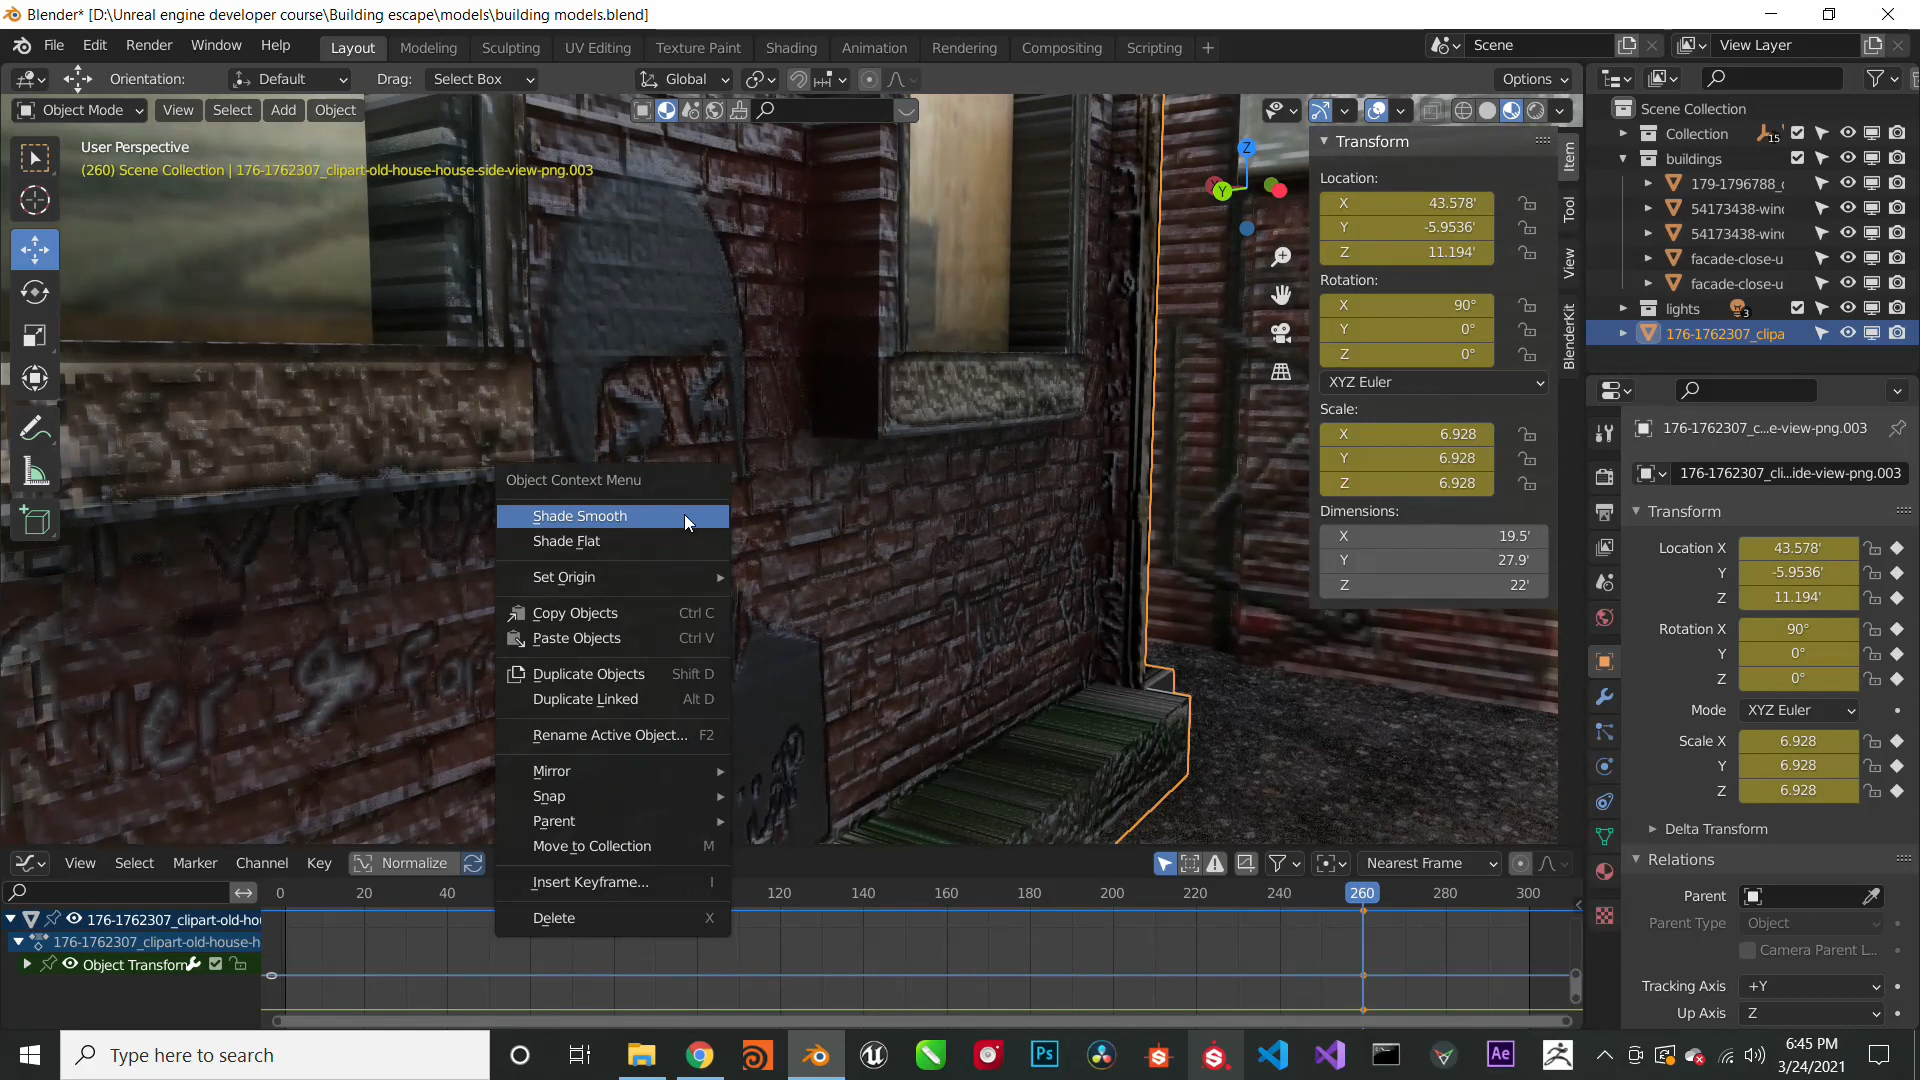 Blender* [D:\Unreal engine developer course\Building escape\models\building models.blend]
File Edit Render Window Help Layout Modeling Sculpting UV Editing Texture Paint Shading Animation Rendering Compositing Scripting + Scene View Layer
Orientation: Default Drag: Select Box Global Options
Object Mode View Select Add Object
User Perspective
(260) Scene Collection | 176-1762307_clipart-old-house-house-side-view-png.003
Z
Y
Transform
Location:
X 43.578'
Y -5.9536'
Z 11.194'
Rotation:
X 90°
Y 0°
Z 0°
XYZ Euler
Scale:
X 6.928
Y 6.928
Z 6.928
Dimensions:
X 19.5'
Y 27.9'
Z 22'
Item
Tool
View
BlenderKit
Object Context Menu
Shade Smooth
Shade Flat
Set Origin
Copy Objects Ctrl C
Paste Objects Ctrl V
Duplicate Objects Shift D
Duplicate Linked Alt D
Rename Active Object... F2
Mirror
Snap
Parent
Move to Collection M
Insert Keyframe... I
Delete X
Scene Collection
Collection 15
buildings
179-1796788_c
54173438-wind
54173438-wind
facade-close-u
facade-close-u
lights 3
176-1762307_clipa
176-1762307_c...e-view-png.003
176-1762307_cli...ide-view-png.003
Transform
Location X 43.578'
Y -5.9536'
Z 11.194'
Rotation X 90°
Y 0°
Z 0°
Mode XYZ Euler
Scale X 6.928
Y 6.928
Z 6.928
Delta Transform
Relations
Parent
Parent Type Object
Camera Parent L...
Tracking Axis +Y
Up Axis Z
View Select Marker Channel Key Normalize Nearest Frame
0 20 40 120 140 160 180 200 220 240 260 280 300
176-1762307_clipart-old-ho
176-1762307_clipart-old-house-h
Object Transform
Type here to search
Ps
Ae
6:45 PM
3/24/2021